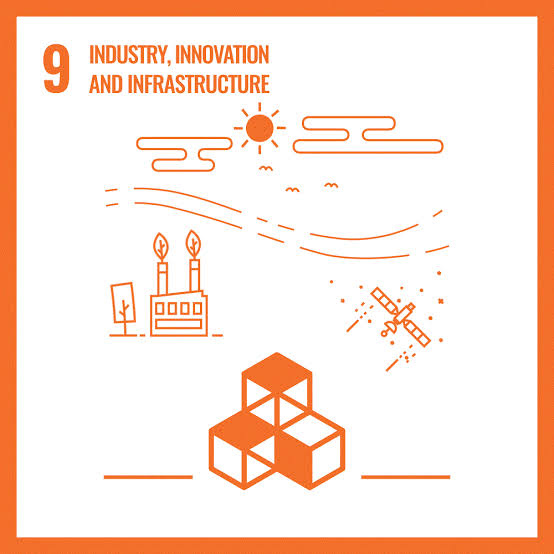 9 INDUSTRY, INNOVATION
AND INFRASTRUCTURE